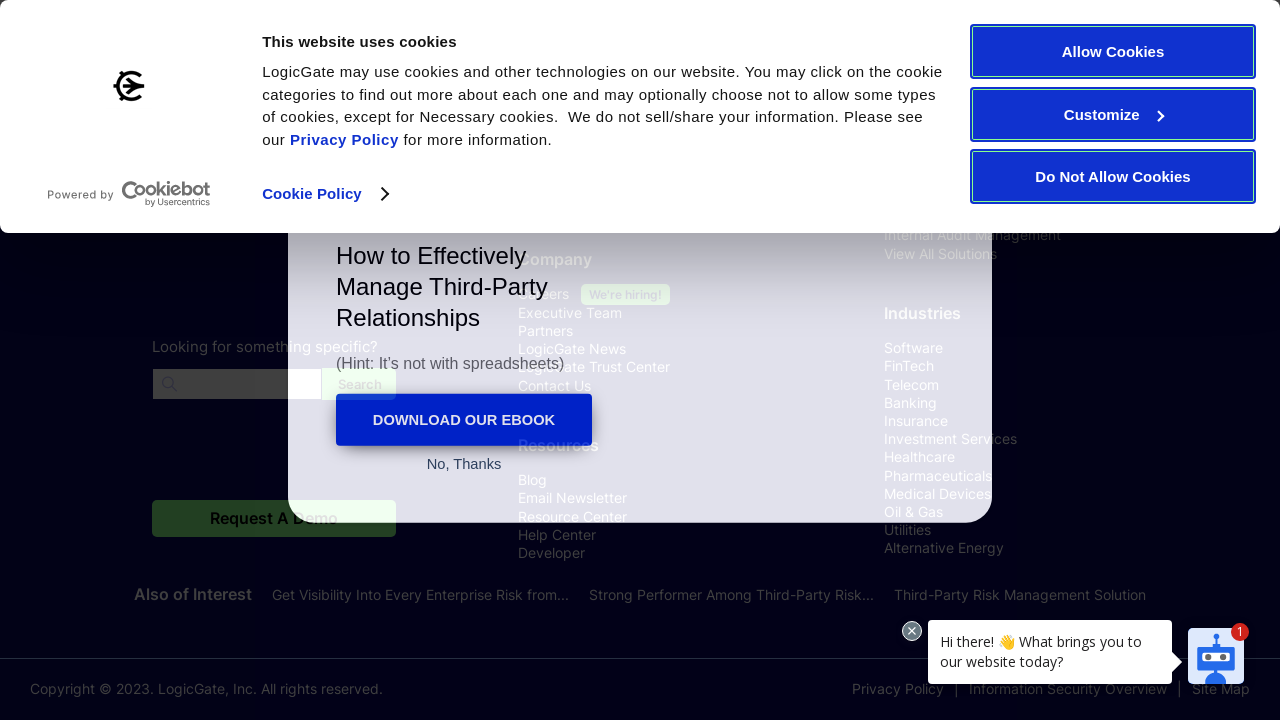 This website uses cookies
LogicGate may use cookies and other technologies on our website. You may click on the cookie
categories to find out more about each one and may optionally choose not to allow some types
of cookies, except for Necessary cookies.  We do not sell/share your information. Please see
our Privacy Policy for more information.
Cookie Policy
Powered by Cookiebot
by Usercentrics
Allow Cookies
Customize
Do Not Allow Cookies
How to Effectively
Manage Third-Party
Relationships
(Hint: It's not with spreadsheets)
DOWNLOAD OUR EBOOK
No, Thanks
Looking for something specific?
Search
Request A Demo
Company
Careers We're hiring!
Executive Team
Partners
LogicGate News
LogicGate Trust Center
Contact Us
Resources
Blog
Email Newsletter
Resource Center
Help Center
Developer
Internal Audit Management
View All Solutions
Industries
Software
FinTech
Telecom
Banking
Insurance
Investment Services
Healthcare
Pharmaceuticals
Medical Devices
Oil & Gas
Utilities
Alternative Energy
Also of Interest
Get Visibility Into Every Enterprise Risk from...
Strong Performer Among Third-Party Risk...
Third-Party Risk Management Solution
Hi there! 👋 What brings you to
our website today?
1
Copyright © 2023. LogicGate, Inc. All rights reserved.
Privacy Policy | Information Security Overview | Site Map